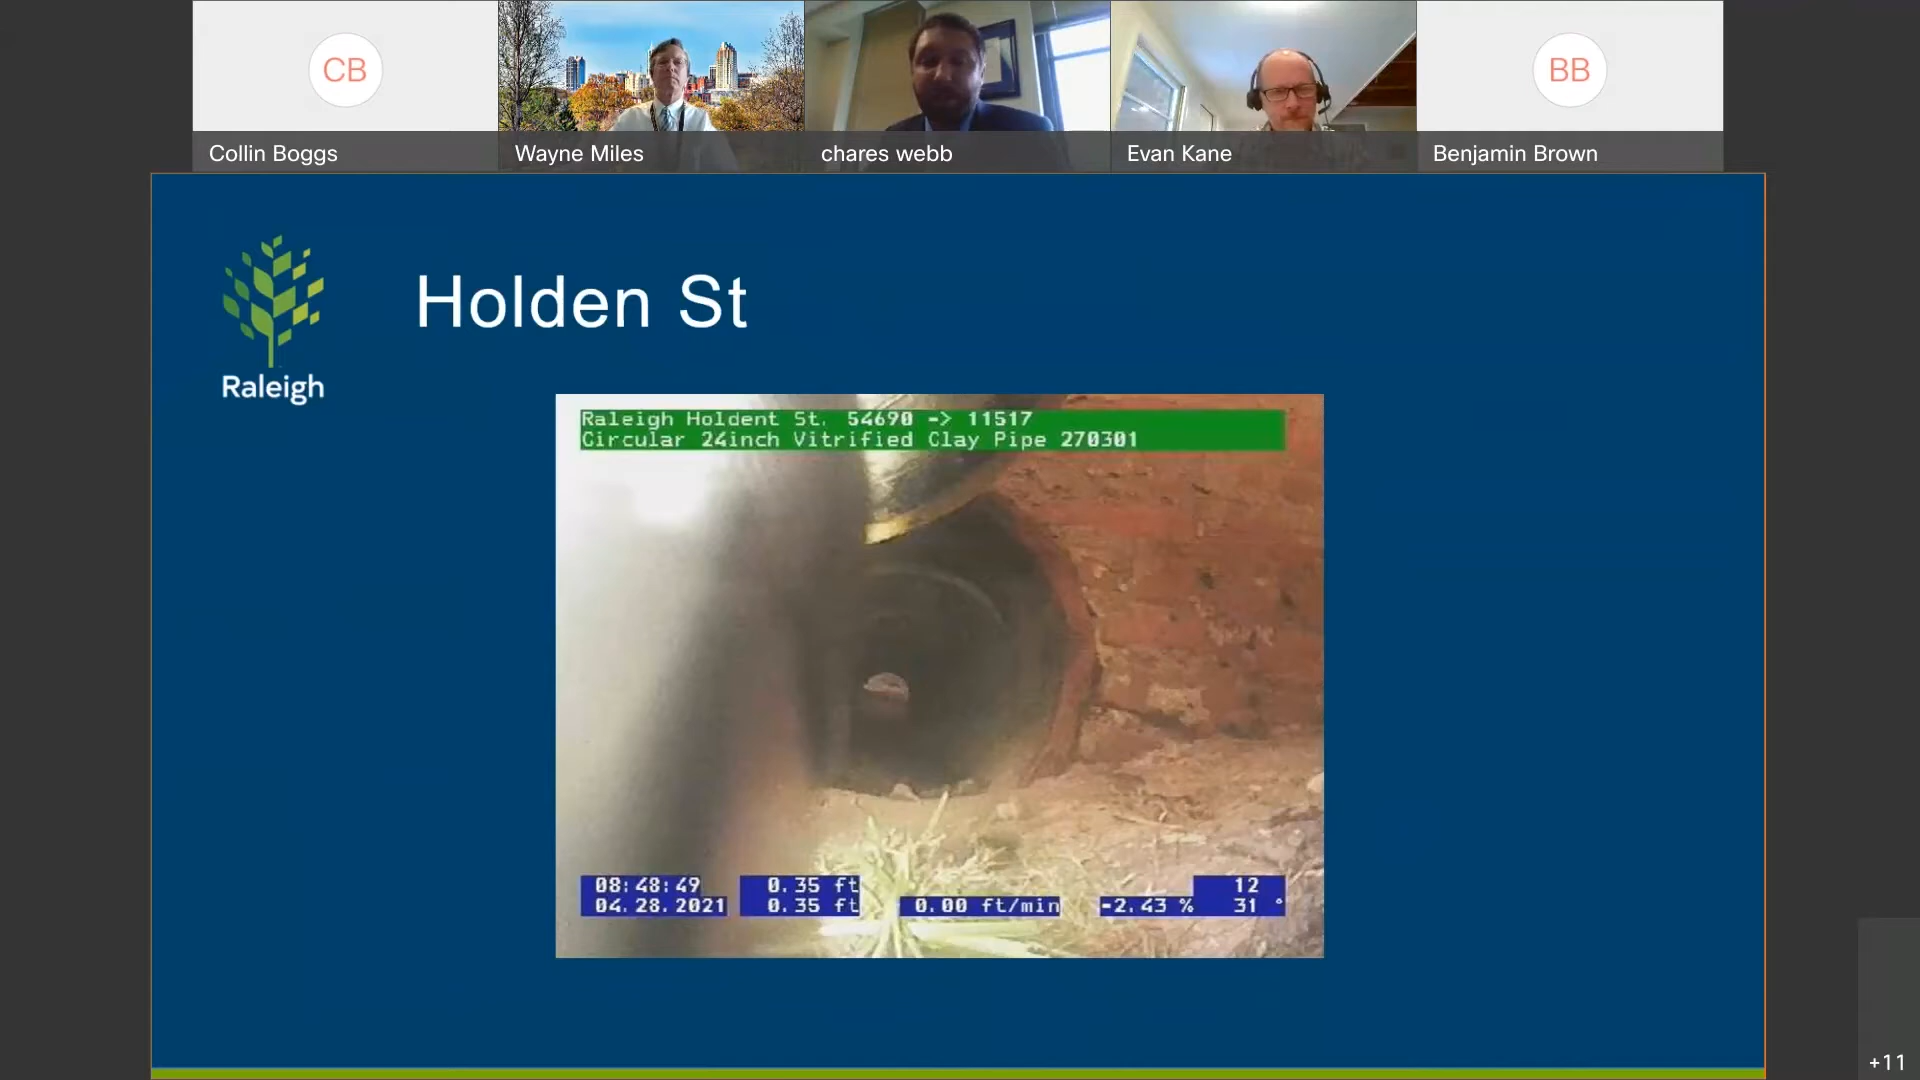 CB
BB
Collin Boggs
Wayne Miles
chares webb
Evan Kane
Benjamin Brown
Raleigh
Holden St
Raleigh Holdent St. 54690 -> 11517
Circular 24inch Vitrified Clay Pipe 270301
08:48:49 0.35 ft 12
04.28.2021 0.35 ft 0.00 ft/min -2.43 % 31 °
+11